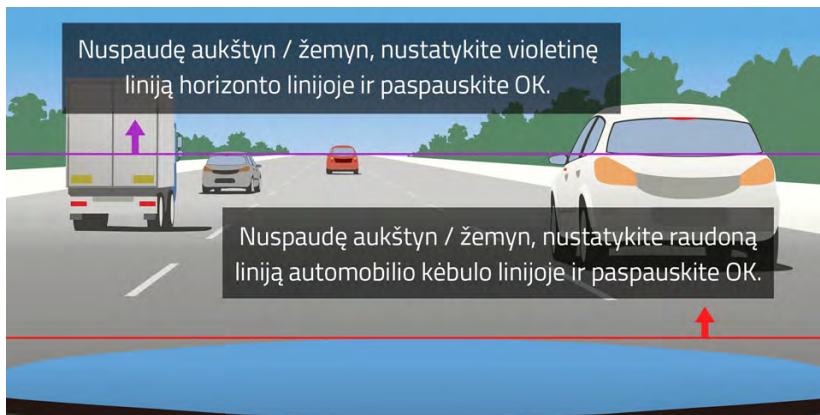 Nuspaudę aukštyn / žemyn, nustatykite violetinę
liniją horizonto linijoje ir paspauskite OK.
Nuspaudę aukštyn / žemyn, nustatykite raudoną
liniją automobilio kėbulo linijoje ir paspauskite OK.